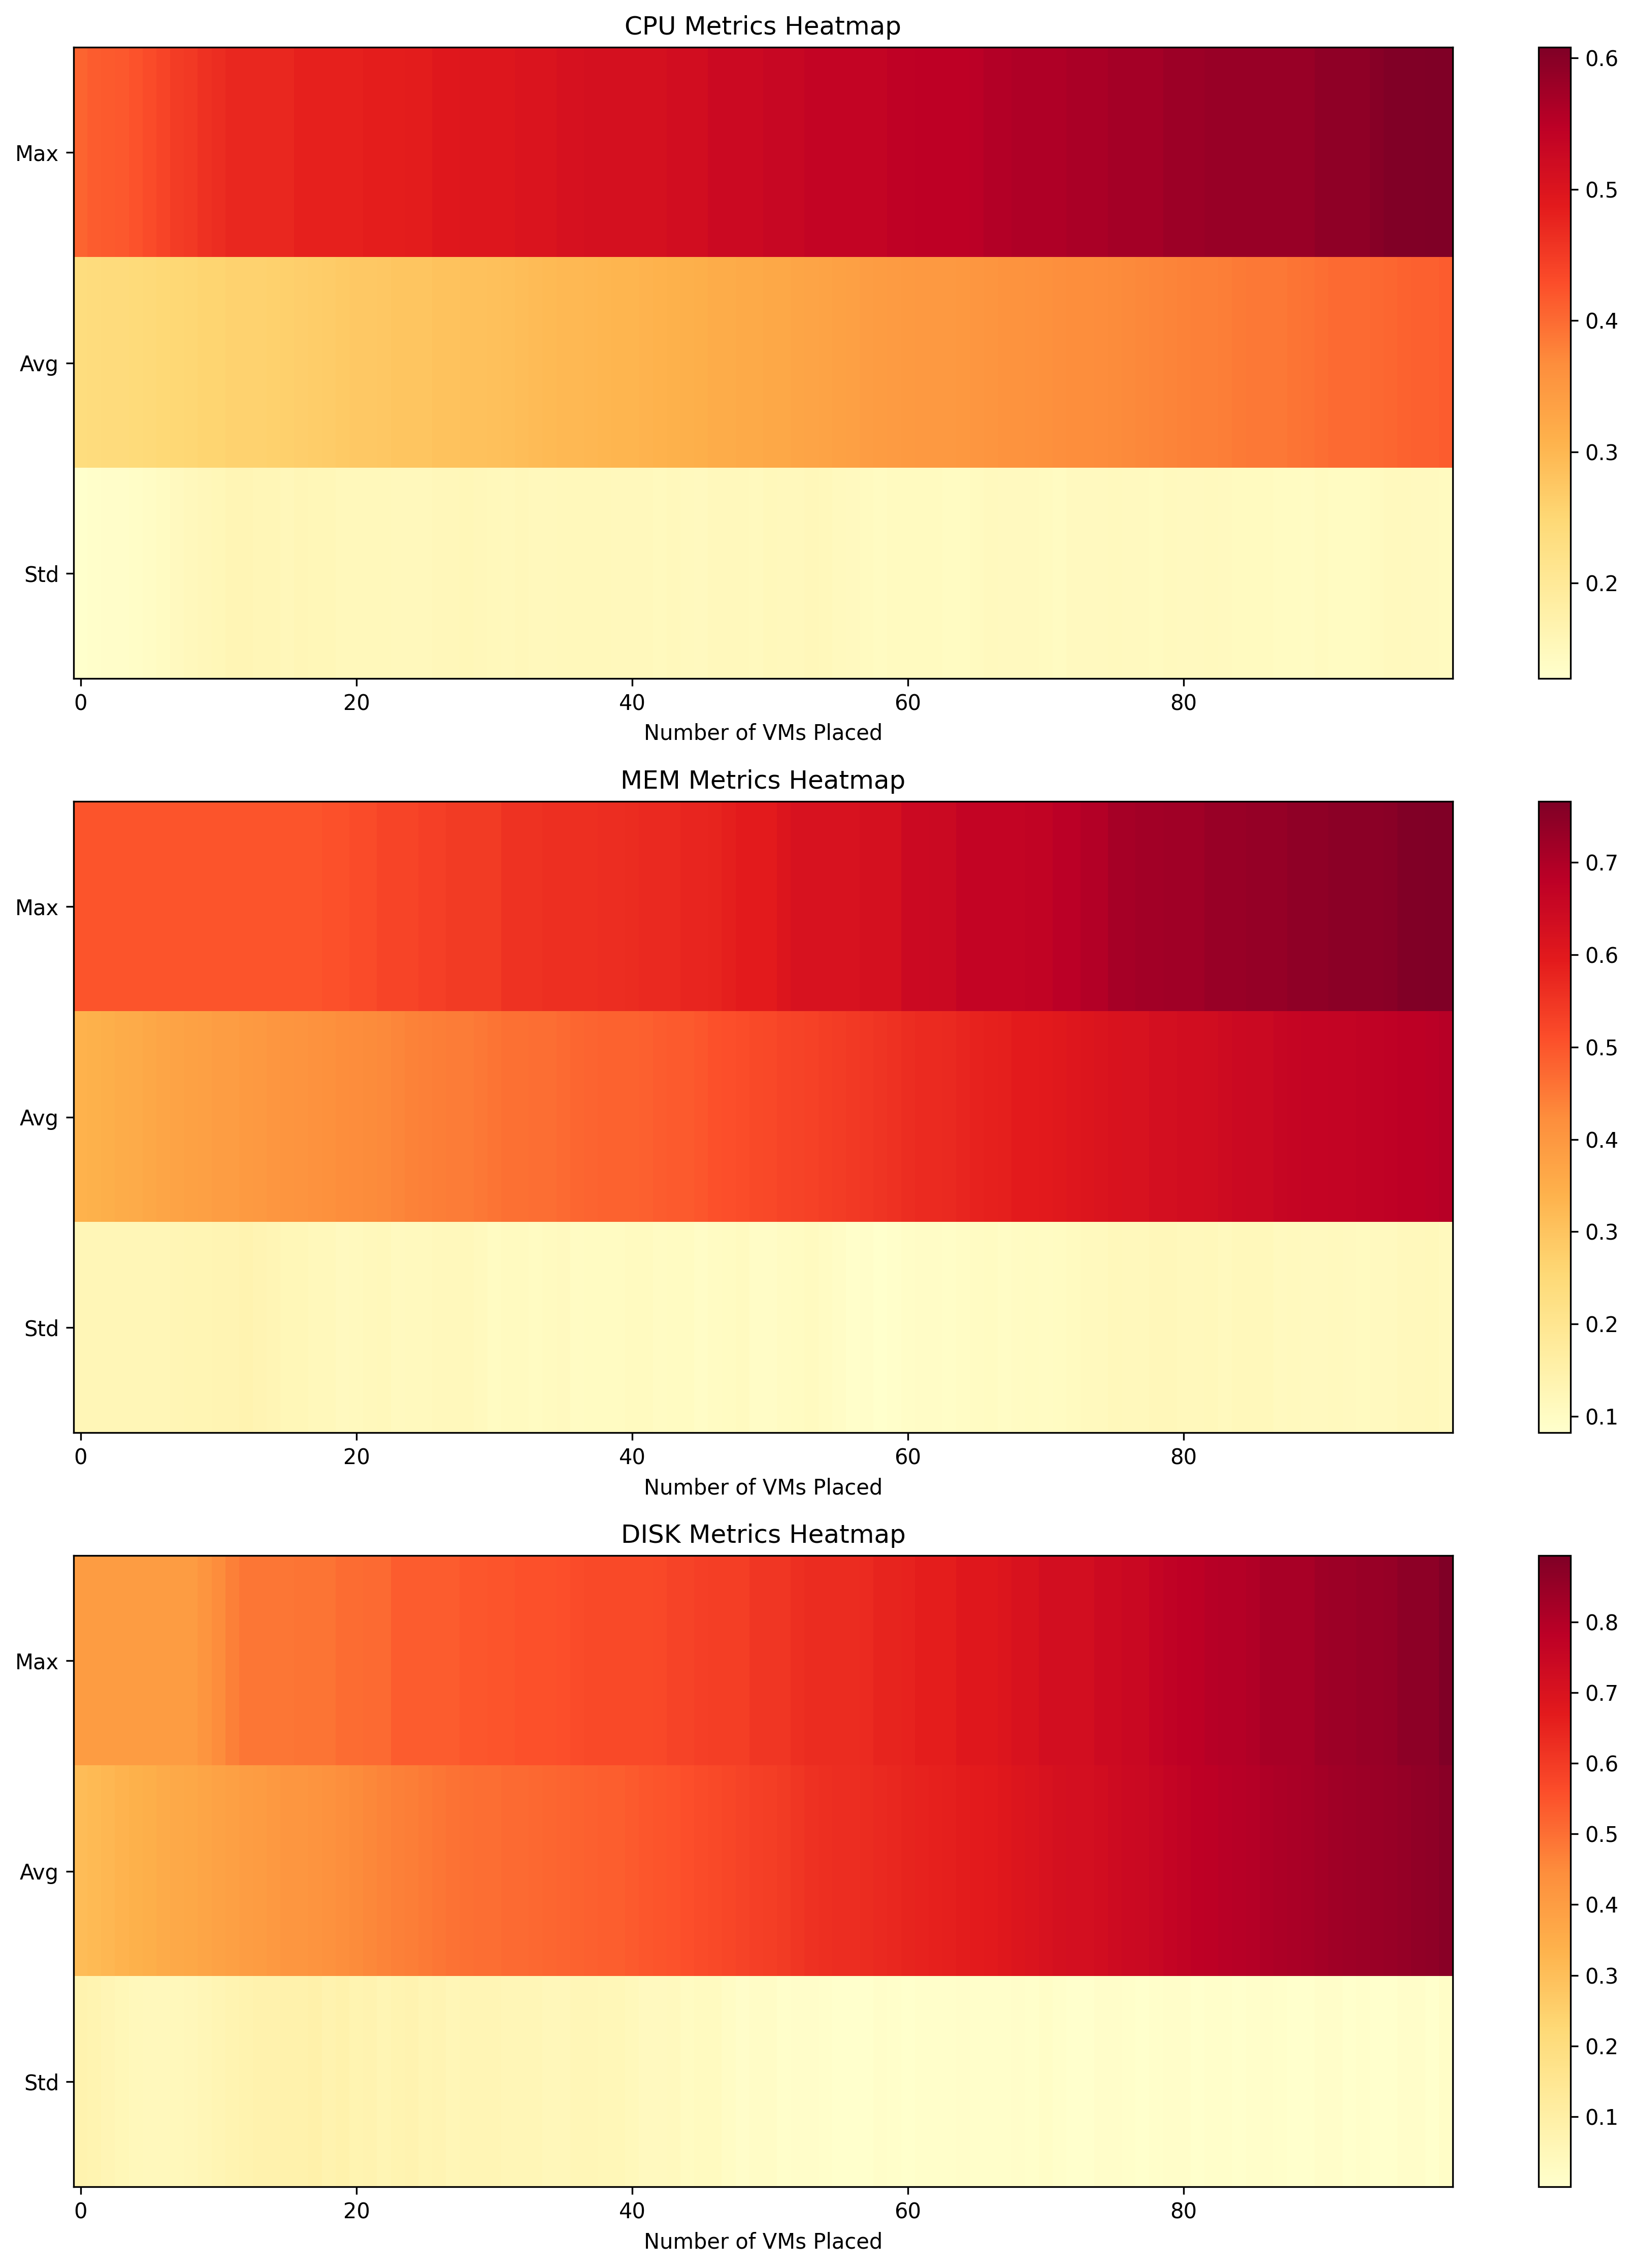 CPU Metrics Heatmap
Max
Avg
Std
0 20 40 60 80
Number of VMs Placed
0.6
0.5
0.4
0.3
0.2
MEM Metrics Heatmap
Max
Avg
Std
0 20 40 60 80
Number of VMs Placed
0.7
0.6
0.5
0.4
0.3
0.2
0.1
DISK Metrics Heatmap
Max
Avg
Std
0 20 40 60 80
Number of VMs Placed
0.8
0.7
0.6
0.5
0.4
0.3
0.2
0.1